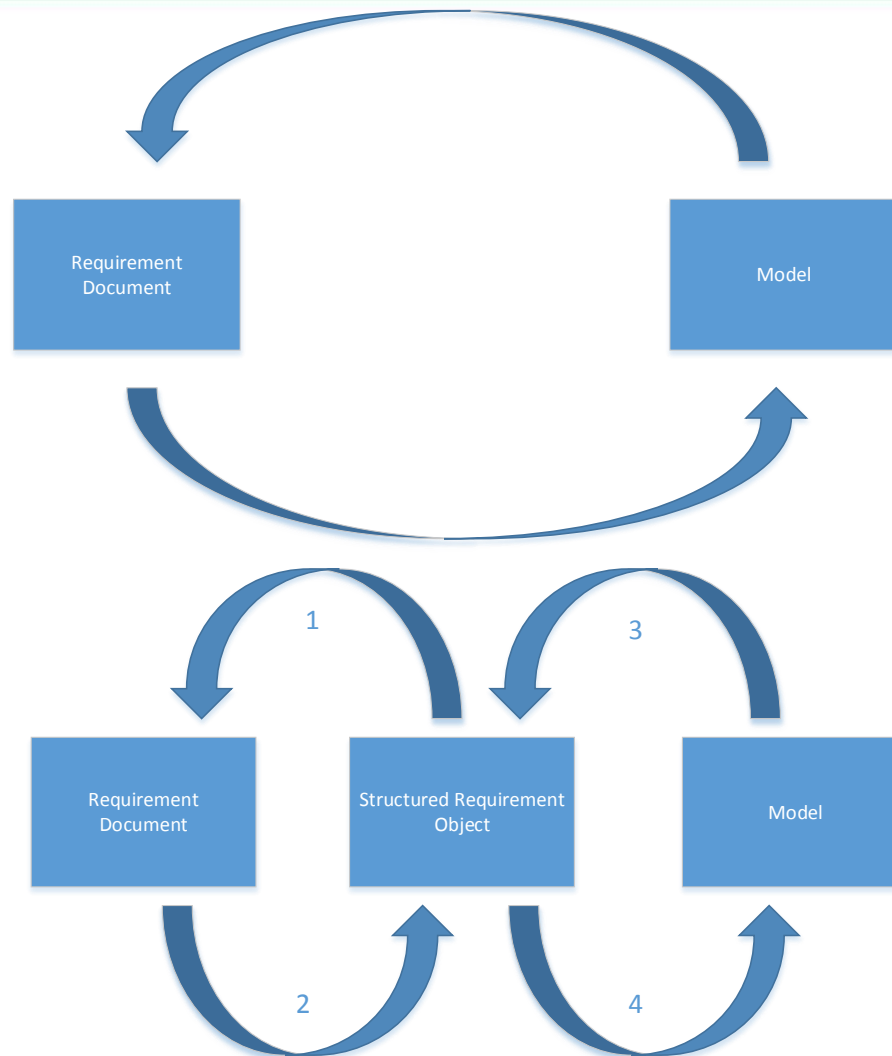 Requirement
Document
Model
1
3
Requirement
Document
Structured Requirement
Object
Model
2
4